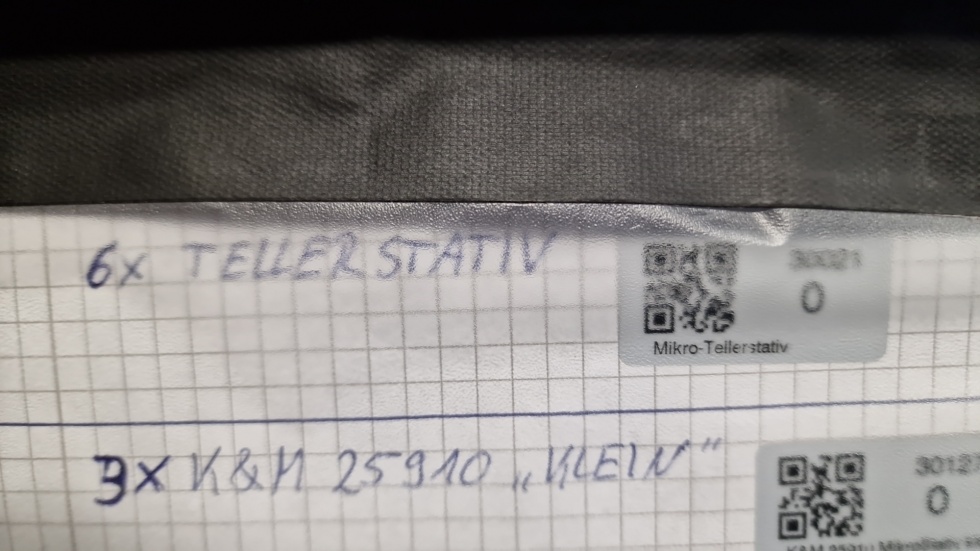 6x TELLERSTATIV
30021
0
Mikro-Tellerstativ
3x K&M 25910 „KLEIN"
3012
0
K&M